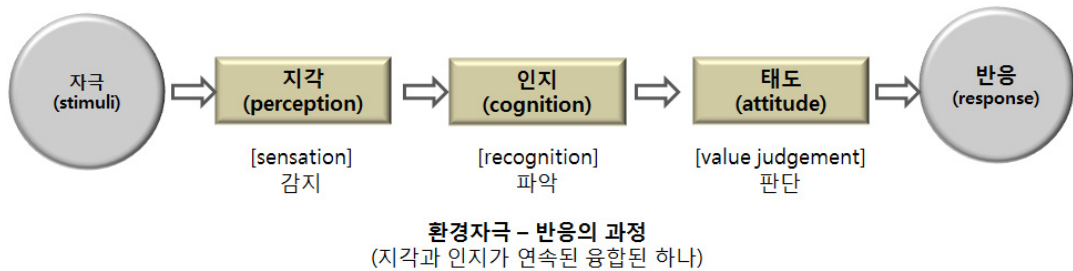 자극
(stimuli)
지각
(perception)
인지
(cognition)
태도
(attitude)
반응
(response)
[sensation]
감지
[recognition]
파악
[value judgement]
판단
환경자극 – 반응의 과정
(지각과 인지가 연속된 융합된 하나)